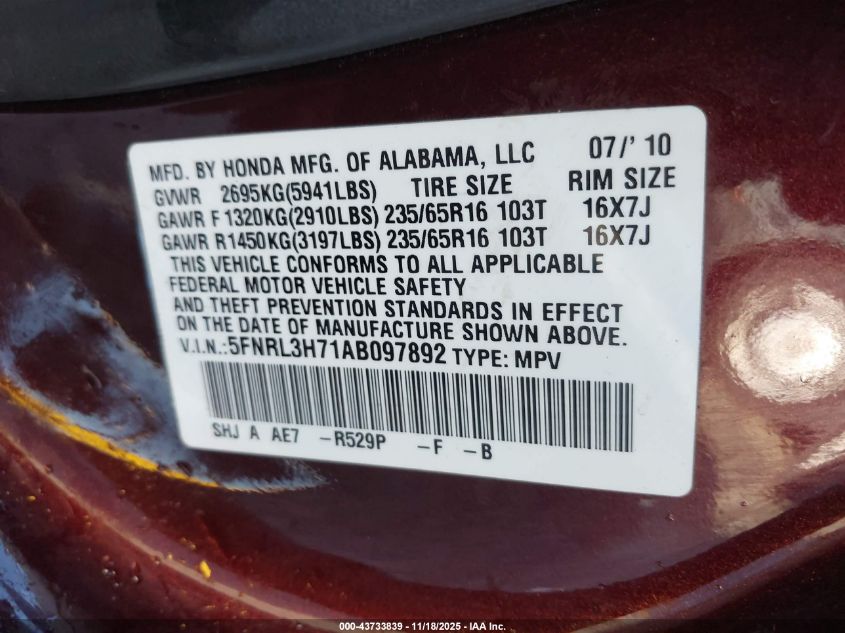 MFD. BY HONDA MFG. OF ALABAMA, LLC 07/' 10
GVWR 2695KG(5941LBS) TIRE SIZE RIM SIZE
GAWR F 1320KG(2910LBS) 235/65R16 103T 16X7J
GAWR R1450KG(3197LBS) 235/65R16 103T 16X7J
THIS VEHICLE CONFORMS TO ALL APPLICABLE
FEDERAL MOTOR VEHICLE SAFETY
AND THEFT PREVENTION STANDARDS IN EFFECT
ON THE DATE OF MANUFACTURE SHOWN ABOVE.
V.I.N.:5FNRL3H71AB097892 TYPE: MPV
SHJ A AE7 -R529P -F -B
000-43733839 - 11/18/2025 - IAA Inc.